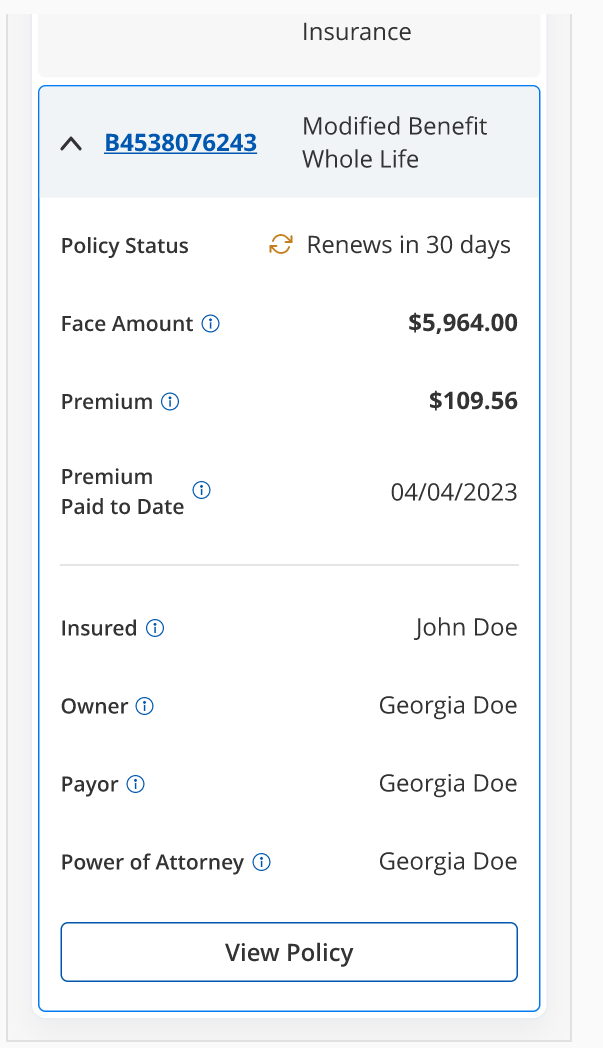 Insurance
B4538076243
Modified Benefit
Whole Life
Policy Status
Renews in 30 days
Face Amount
$5,964.00
Premium
$109.56
Premium
Paid to Date
04/04/2023
Insured
John Doe
Owner
Georgia Doe
Payor
Georgia Doe
Power of Attorney
Georgia Doe
View Policy